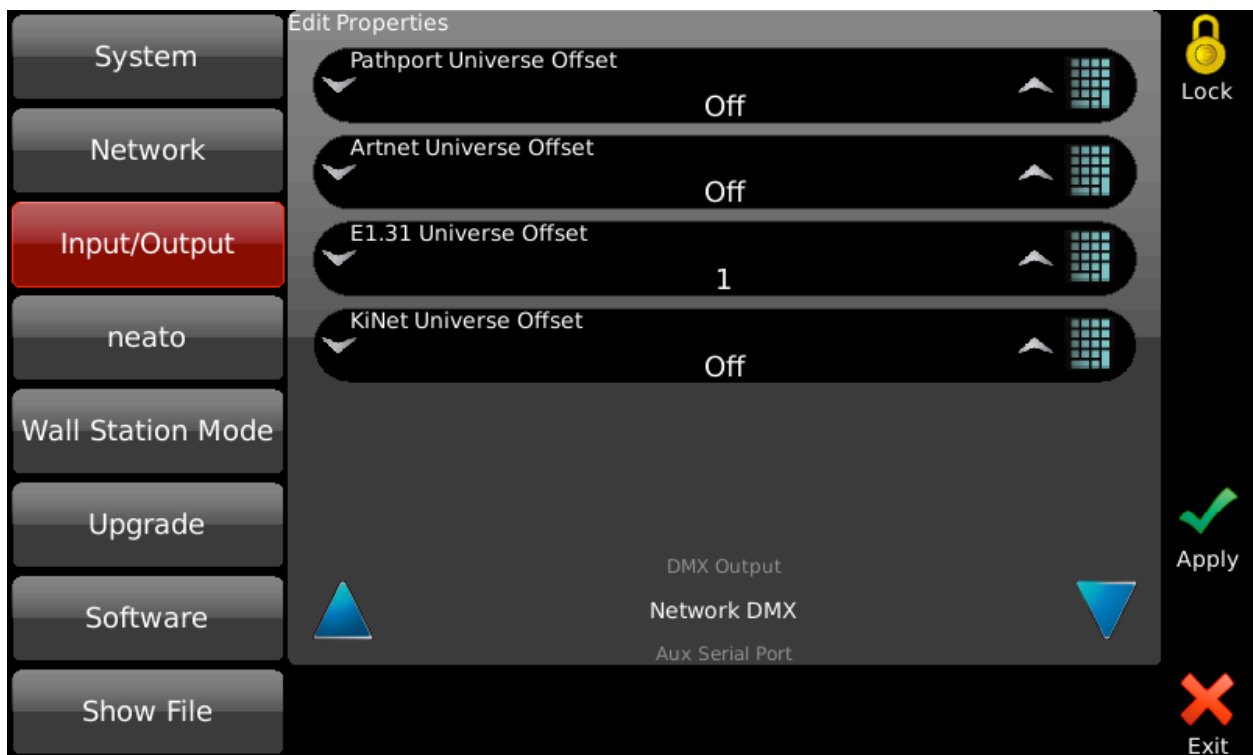 System
Network
Input/Output
neato
Wall Station Mode
Upgrade
Software
Show File
Edit Properties
Pathport Universe Offset
Off
Artnet Universe Offset
Off
E1.31 Universe Offset
1
KiNet Universe Offset
Off
DMX Output
Network DMX
Aux Serial Port
Lock
Apply
Exit